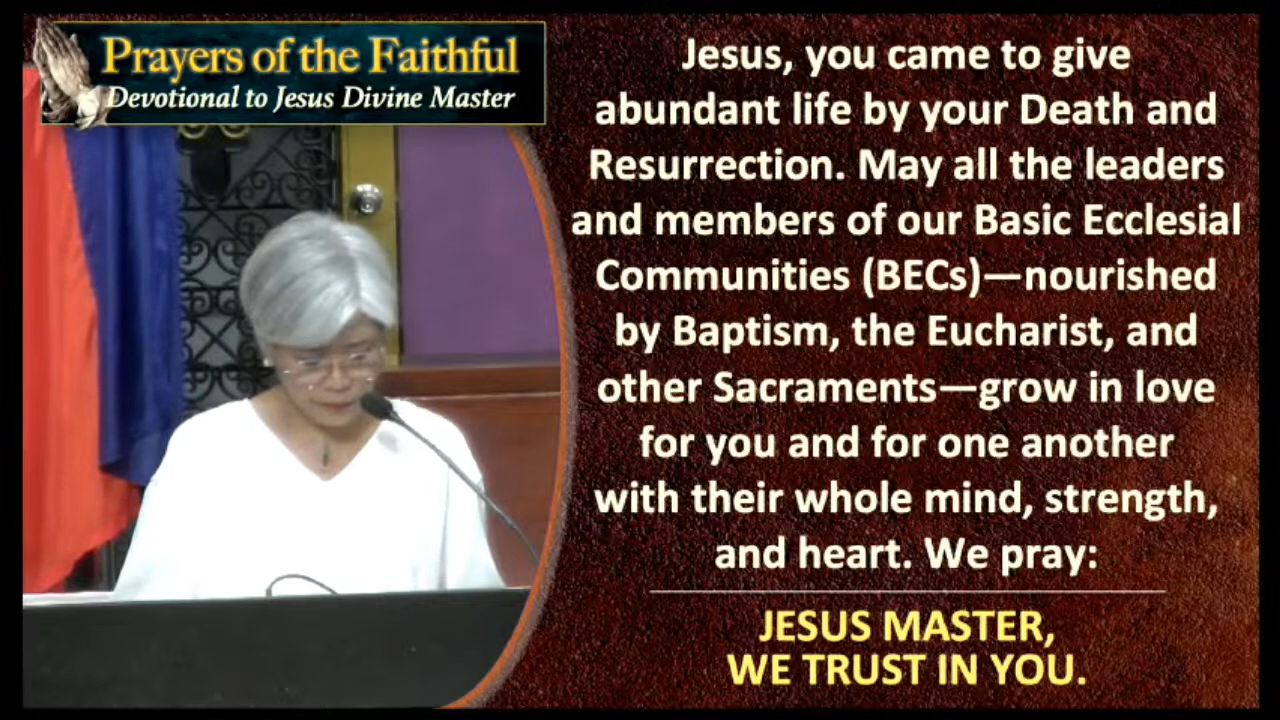 Prayers of the Faithful
Devotional to Jesus Divine Master
Jesus, you came to give
abundant life by your Death and
Resurrection. May all the leaders
and members of our Basic Ecclesial
Communities (BECs)—nourished
by Baptism, the Eucharist, and
other Sacraments—grow in love
for you and for one another
with their whole mind, strength,
and heart. We pray:
JESUS MASTER,
WE TRUST IN YOU.